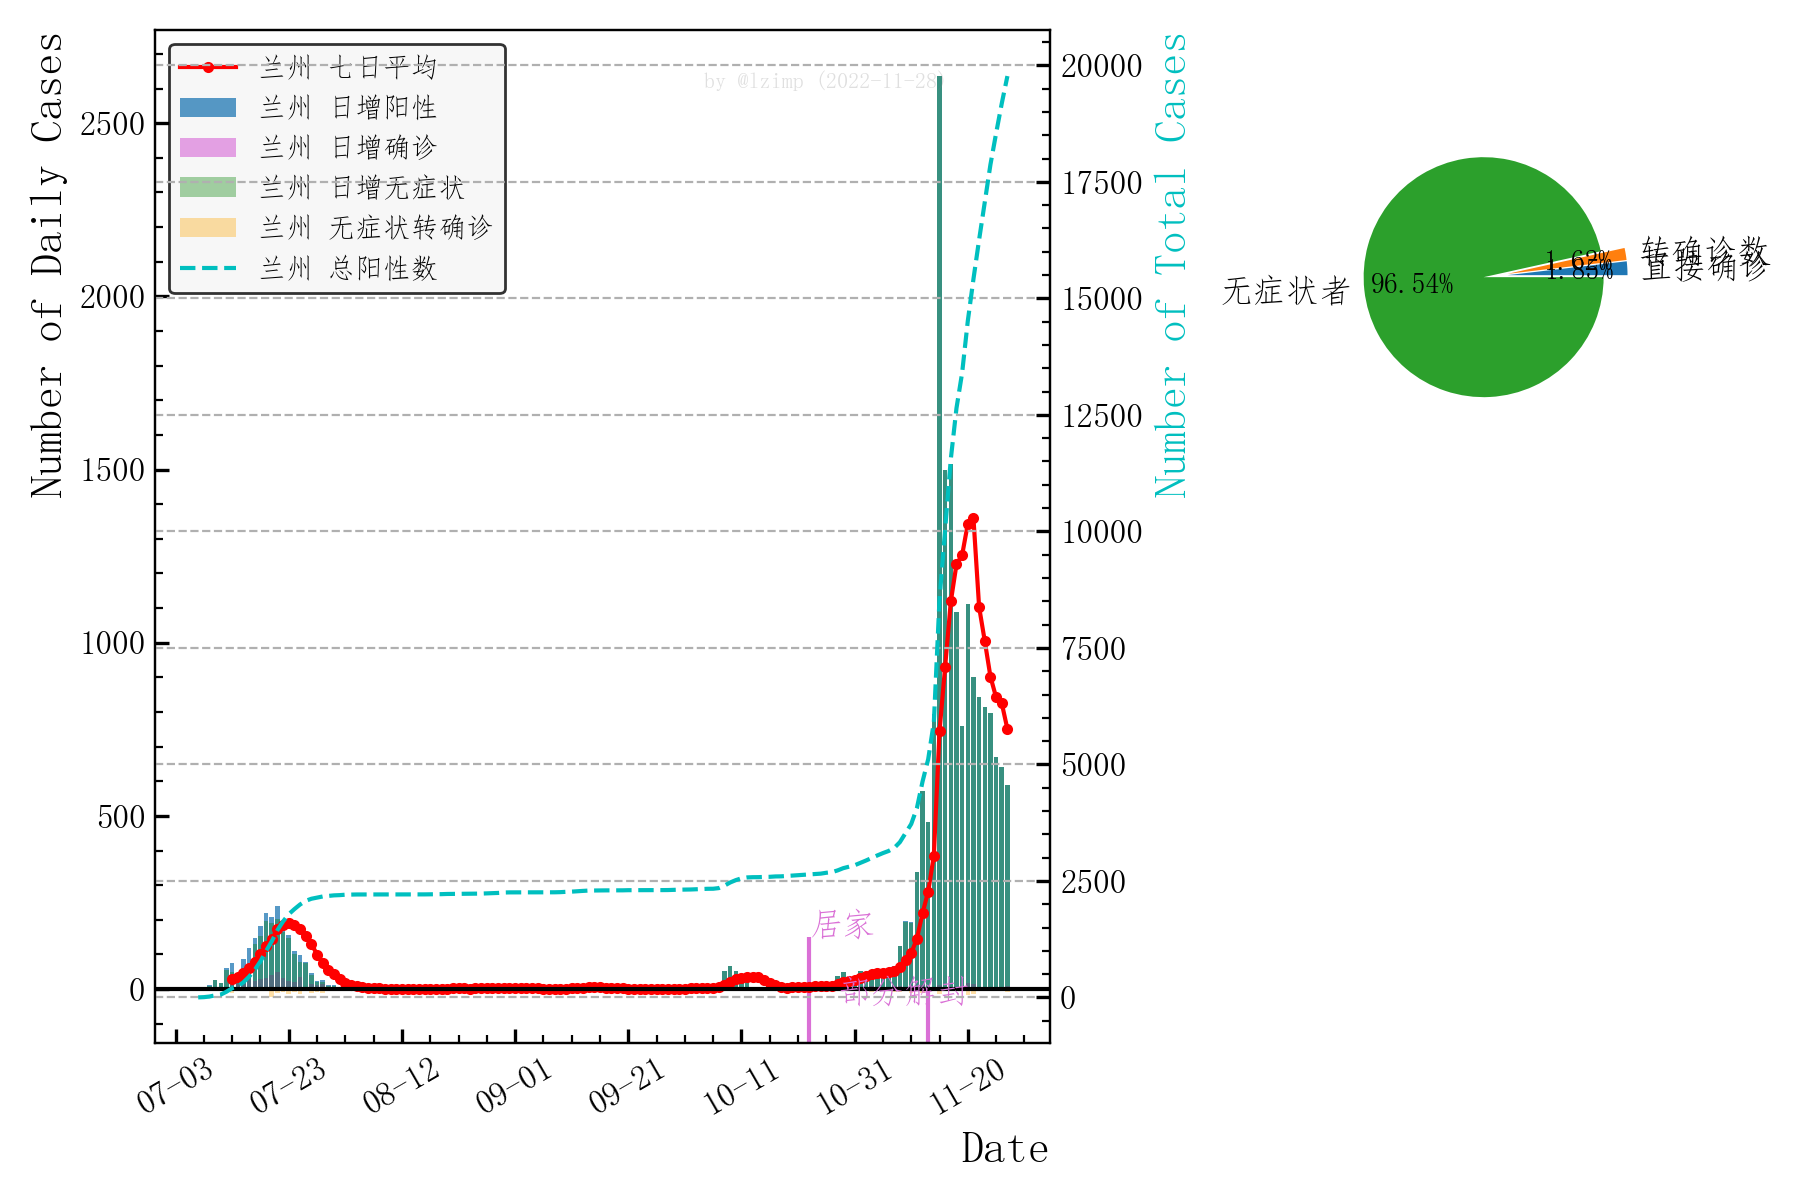 Number of Daily Cases
2500
2000
1500
1000
500
0
兰州 七日平均
兰州 日增阳性
兰州 日增确诊
兰州 日增无症状
兰州 无症状转确诊
兰州 总阳性数
by @lzimp (2022-11-28
居家
部分解封
07-03
07-23
08-12
09-01
09-21
10-11
10-31
11-20
Date
20000
17500
15000
12500
10000
7500
5000
2500
0
Number of Total Cases
转确诊数
1.62%
直接确诊
1.85%
无症状者
96.54%